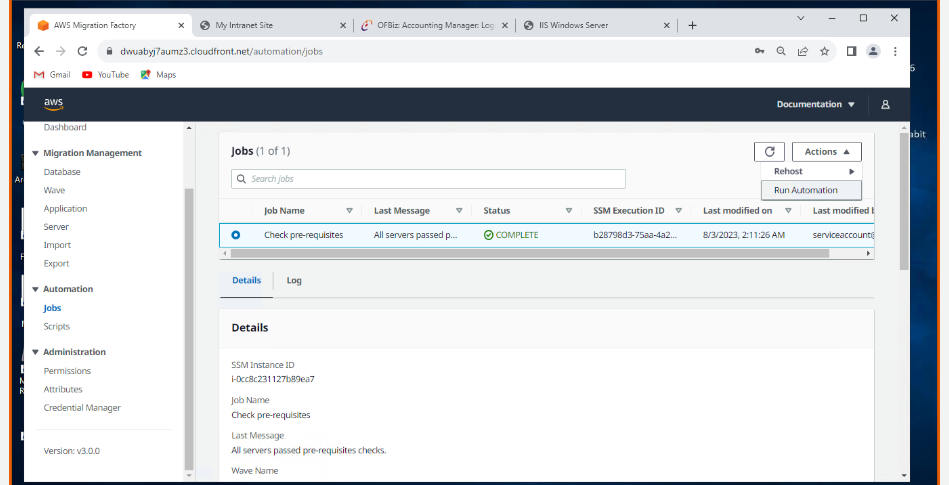 AWS Migration Factory
My Intranet Site
OFBiz: Accounting Manager: Log
IIS Windows Server
dwuabyj7aumz3.cloudfront.net/automation/jobs
Gmail YouTube Maps
aws
Documentation
Dashboard
Migration Management
Database
Wave
Application
Server
Import
Export
Automation
Jobs
Scripts
Administration
Permissions
Attributes
Credential Manager
Version: v3.0.0
Jobs (1 of 1)
Actions
Rehost
Run Automation
Search jobs
Job Name Last Message Status SSM Execution ID Last modified on Last modified
Check pre-requisites All servers passed p... COMPLETE b28798d3-75aa-4a2... 8/3/2023, 2:11:26 AM serviceaccount
Details Log
Details
SSM Instance ID
i-0cc8c231127b89ea7
Job Name
Check pre-requisites
Last Message
All servers passed pre-requisites checks.
Wave Name